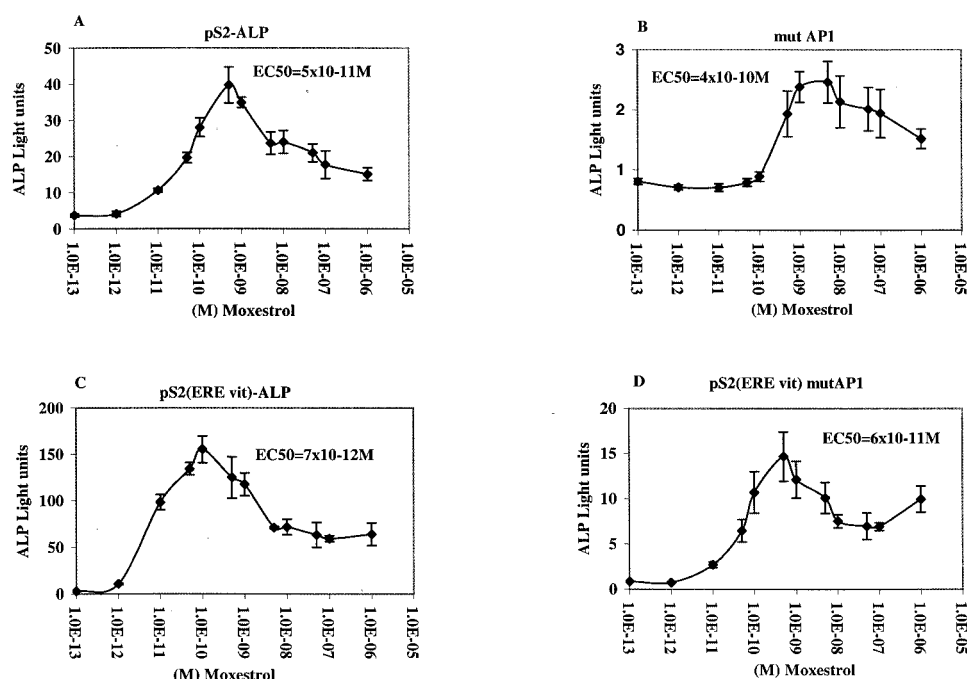 A
pS2-ALP
EC50=5x10-11M
ALP Light units
50
40
30
20
10
0
1.0E-13
1.0E-12
1.0E-11
1.0E-10
1.0E-09
1.0E-08
1.0E-07
1.0E-06
1.0E-05
(M) Moxestrol
B
mut AP1
EC50=4x10-10M
ALP Light units
3
2
1
0
1.0E-13
1.0E-12
1.0E-11
1.0E-10
1.0E-09
1.0E-08
1.0E-07
1.0E-06
1.0E-05
(M) Moxestrol
C
pS2(ERE vit)-ALP
EC50=7x10-12M
ALP Light units
200
150
100
50
0
1.0E-13
1.0E-12
1.0E-11
1.0E-10
1.0E-09
1.0E-08
1.0E-07
1.0E-06
1.0E-05
(M) Moxestrol
D
pS2(ERE vit) mutAP1
EC50=6x10-11M
ALP Light units
20
15
10
5
0
1.0E-13
1.0E-12
1.0E-11
1.0E-10
1.0E-09
1.0E-08
1.0E-07
1.0E-06
1.0E-05
(M) Moxestrol